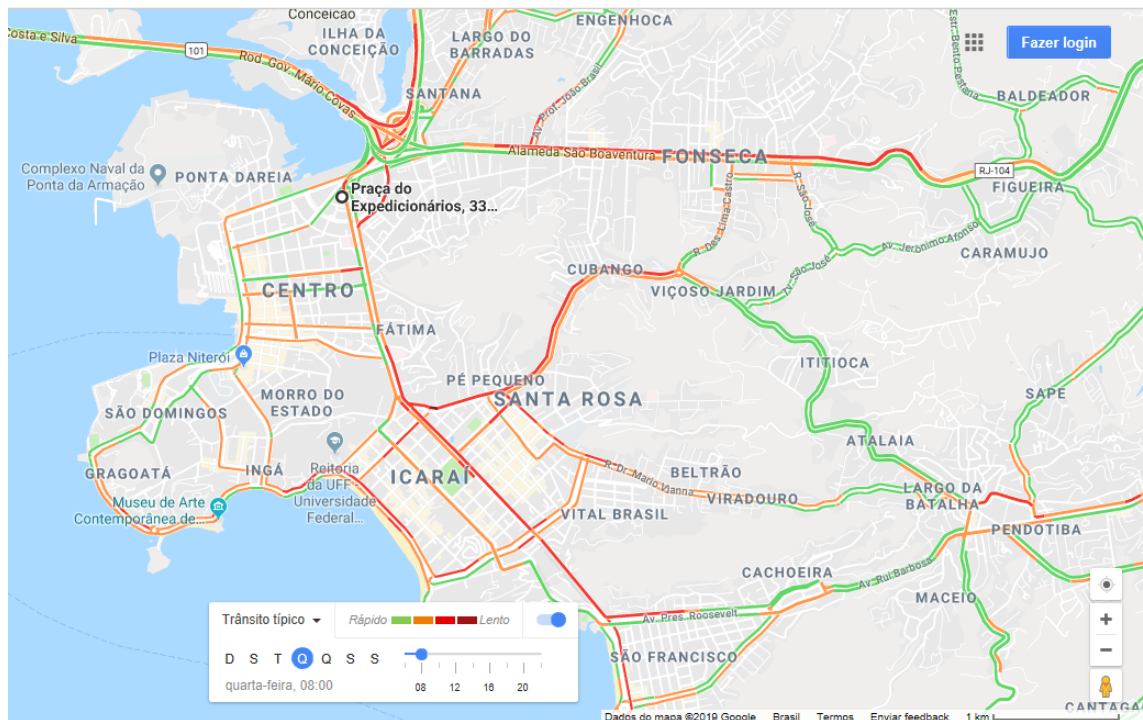 Conceicao
ILHA DA
CONCEIÇÃO
LARGO DO
BARRADAS
ENGENHOCA
Costa e Silva
101
Rod. Gov. Mário Covas
SANTANA
Av. Prof. João Brasil
Estr. Bento Pestana
Fazer login
BALDEADOR
Complexo Naval da
Ponta da Armação
PONTA DAREIA
Alameda São Boaventura
FONSECA
RJ-104
FIGUEIRA
Praça do
Expedicionários, 33...
R. Des. Lima Castro
R. São José
Av. Jerônimo Afonso
CARAMUJO
CUBANGO
Tv. São José
VIÇOSO JARDIM
CENTRO
FÁTIMA
Plaza Niterói
PÉ PEQUENO
ITITIOCA
MORRO DO
ESTADO
SANTA ROSA
SAPE
SÃO DOMINGOS
ATALAIA
GRAGOATÁ
INGÁ
Reitoria
da UFF -
Universidade
Federal...
ICARAÍ
R. Dr. Mario Vianna
BELTRÃO
VIRADOURO
LARGO DA
BATALHA
Museu de Arte
Contemporânea de...
VITAL BRASIL
PENDOTIBA
CACHOEIRA
Av. Rui Barbosa
MACEIO
Av. Pres. Roosevelt
SÃO FRANCISCO
CANTAGA
Trânsito típico
Rápido
Lento
D S T Q Q S S
08 12 16 20
quarta-feira, 08:00
+
−
Dados do mapa ©2019 Google Brasil Termos Enviar feedback 1 km